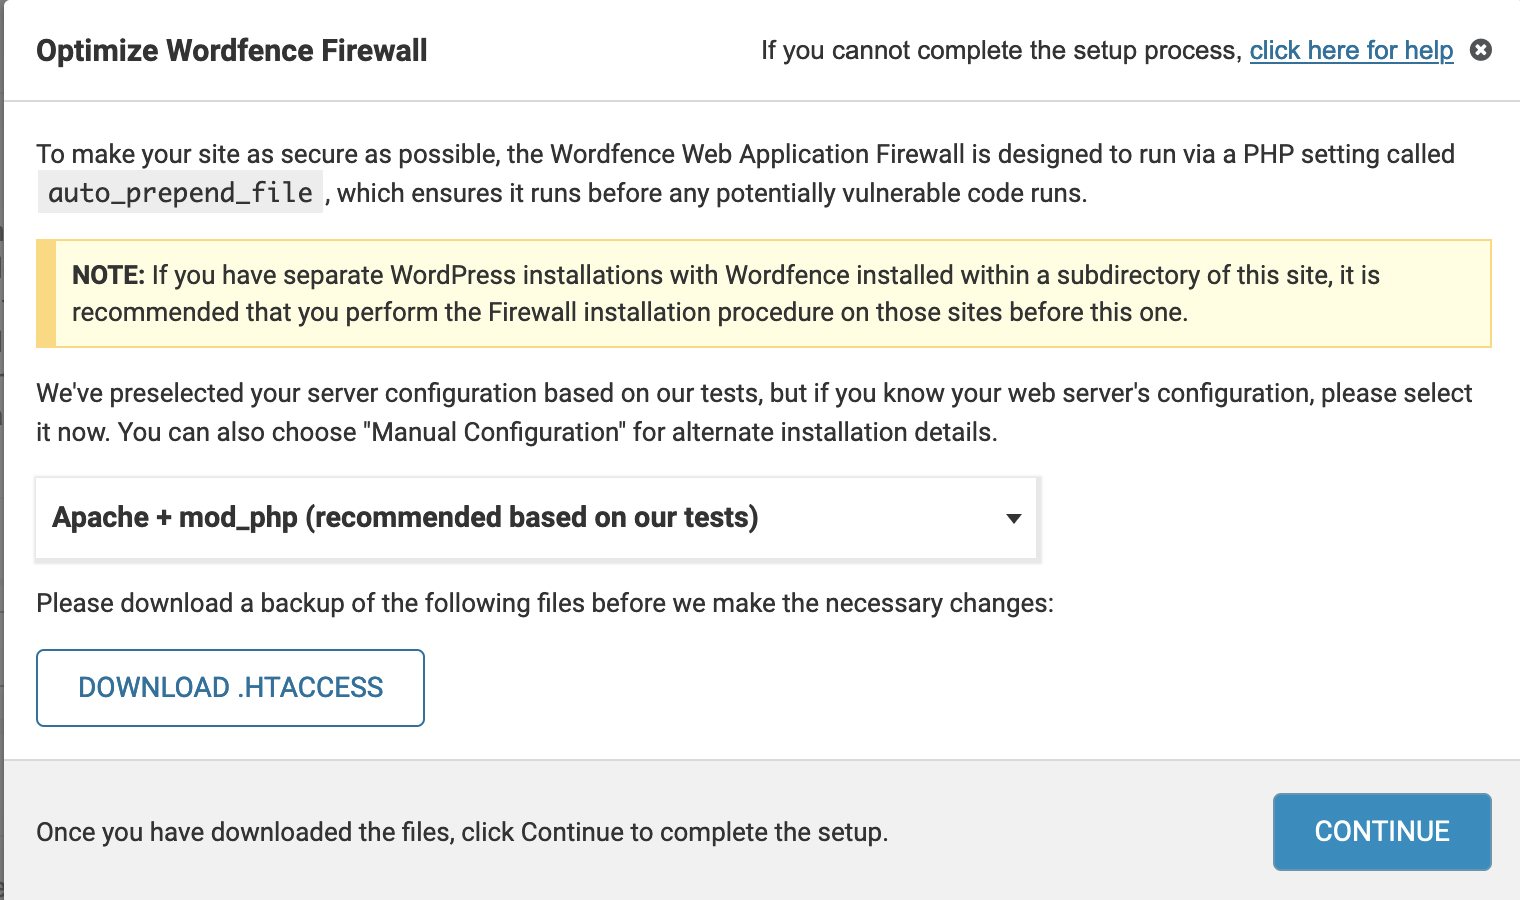 Optimize Wordfence Firewall
If you cannot complete the setup process, click here for help
To make your site as secure as possible, the Wordfence Web Application Firewall is designed to run via a PHP setting called
auto_prepend_file , which ensures it runs before any potentially vulnerable code runs.
NOTE: If you have separate WordPress installations with Wordfence installed within a subdirectory of this site, it is
recommended that you perform the Firewall installation procedure on those sites before this one.
We've preselected your server configuration based on our tests, but if you know your web server's configuration, please select
it now. You can also choose "Manual Configuration" for alternate installation details.
Apache + mod_php (recommended based on our tests)
Please download a backup of the following files before we make the necessary changes:
DOWNLOAD .HTACCESS
Once you have downloaded the files, click Continue to complete the setup.
CONTINUE